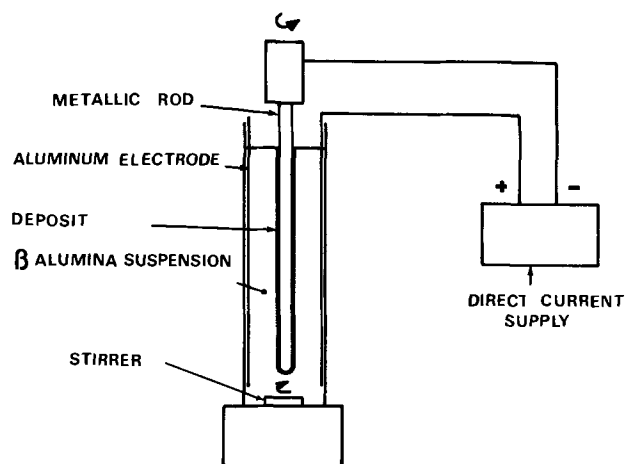 METALLIC ROD
ALUMINUM ELECTRODE
DEPOSIT
β ALUMINA SUSPENSION
STIRRER
+ -
DIRECT CURRENT
SUPPLY